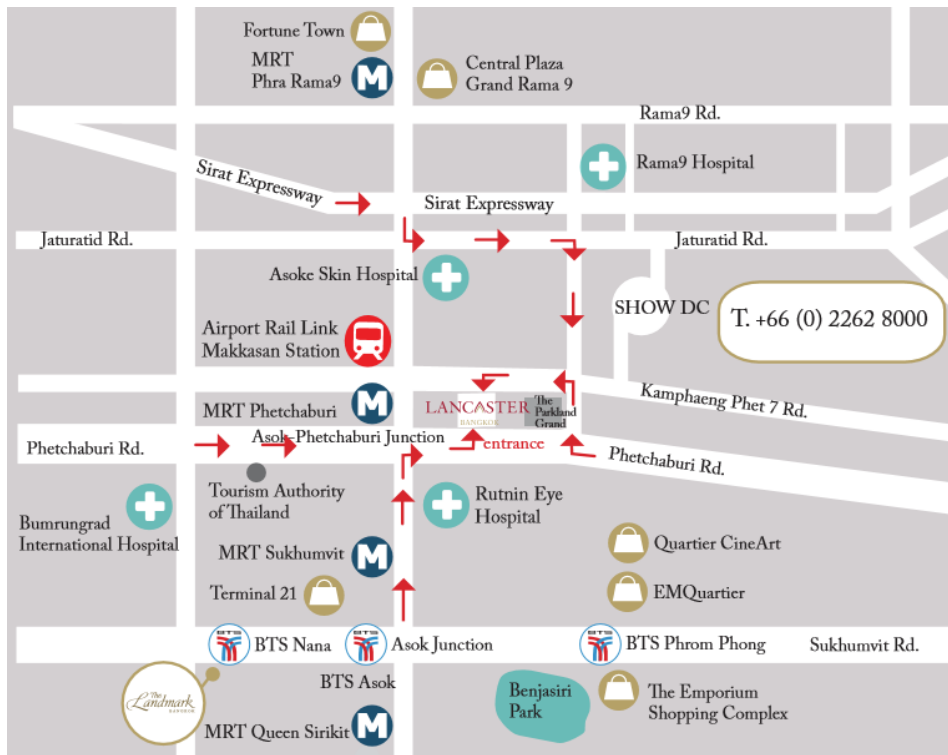 Fortune Town
MRT
Phra Rama9
Central Plaza
Grand Rama 9
Rama9 Rd.
Rama9 Hospital
Sirat Expressway
Sirat Expressway
Jaturatid Rd.
Jaturatid Rd.
Asoke Skin Hospital
SHOW DC
T. +66 (0) 2262 8000
Airport Rail Link
Makkasan Station
MRT Phetchaburi
LANCASTER
BANGKOK
The
Parkland
Grand
Kamphaeng Phet 7 Rd.
Phetchaburi Rd.
Asok-Phetchaburi Junction
entrance
Phetchaburi Rd.
Tourism Authority
of Thailand
Rutnin Eye
Hospital
Bumrungrad
International Hospital
MRT Sukhumvit
Quartier CineArt
Terminal 21
EMQuartier
BTS
BTS Nana
BTS
Asok Junction
BTS
BTS Phrom Phong
Sukhumvit Rd.
BTS Asok
The
Landmark
BANGKOK
Benjasiri
Park
The Emporium
Shopping Complex
MRT Queen Sirikit